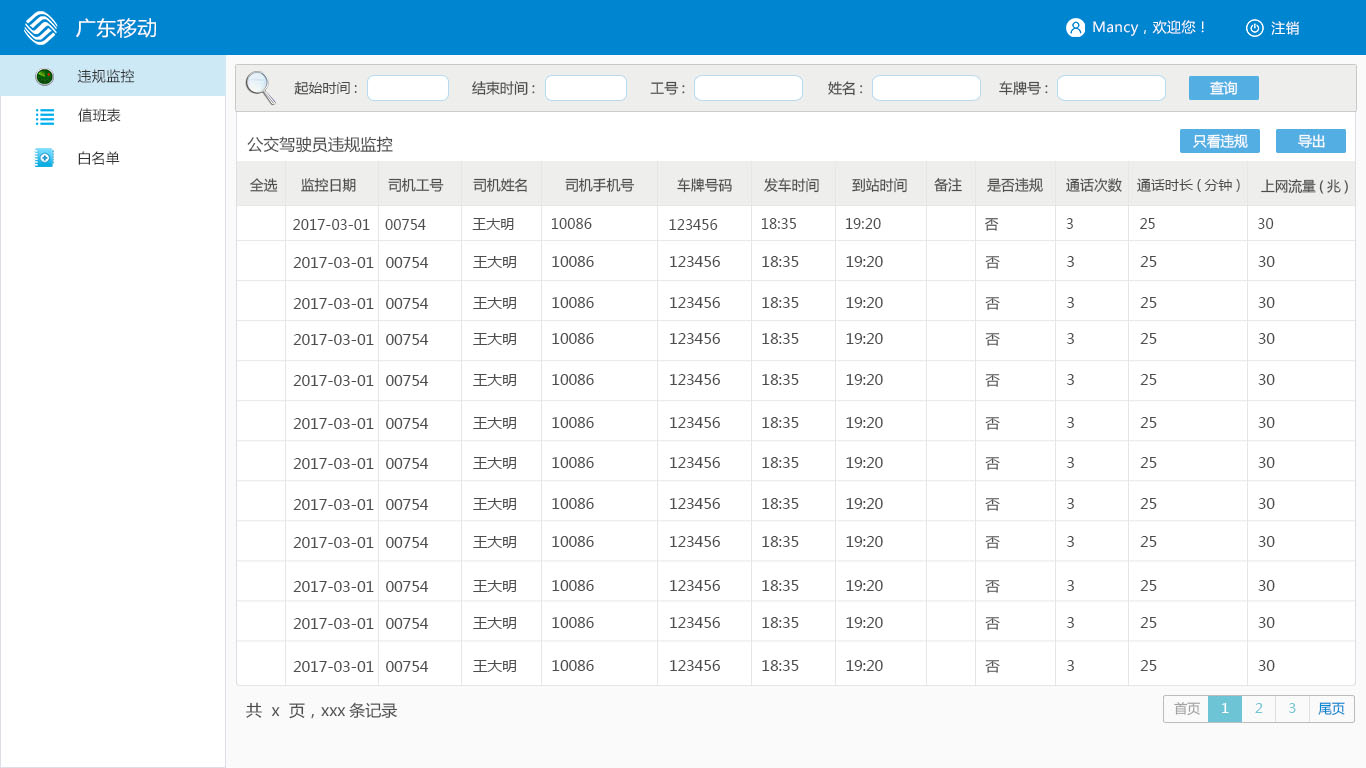 广东移动 Mancy，欢迎您！ 注销
违规监控
值班表
白名单
起始时间： 结束时间： 工号： 姓名： 车牌号： 查询
公交驾驶员违规监控 只看违规 导出
全选 监控日期 司机工号 司机姓名 司机手机号 车牌号码 发车时间 到站时间 备注 是否违规 通话次数 通话时长（分钟） 上网流量（兆）
2017-03-01 00754 王大明 10086 123456 18:35 19:20 否 3 25 30
2017-03-01 00754 王大明 10086 123456 18:35 19:20 否 3 25 30
2017-03-01 00754 王大明 10086 123456 18:35 19:20 否 3 25 30
2017-03-01 00754 王大明 10086 123456 18:35 19:20 否 3 25 30
2017-03-01 00754 王大明 10086 123456 18:35 19:20 否 3 25 30
2017-03-01 00754 王大明 10086 123456 18:35 19:20 否 3 25 30
2017-03-01 00754 王大明 10086 123456 18:35 19:20 否 3 25 30
2017-03-01 00754 王大明 10086 123456 18:35 19:20 否 3 25 30
2017-03-01 00754 王大明 10086 123456 18:35 19:20 否 3 25 30
2017-03-01 00754 王大明 10086 123456 18:35 19:20 否 3 25 30
2017-03-01 00754 王大明 10086 123456 18:35 19:20 否 3 25 30
2017-03-01 00754 王大明 10086 123456 18:35 19:20 否 3 25 30
共 x 页，xxx 条记录 首页 1 2 3 尾页